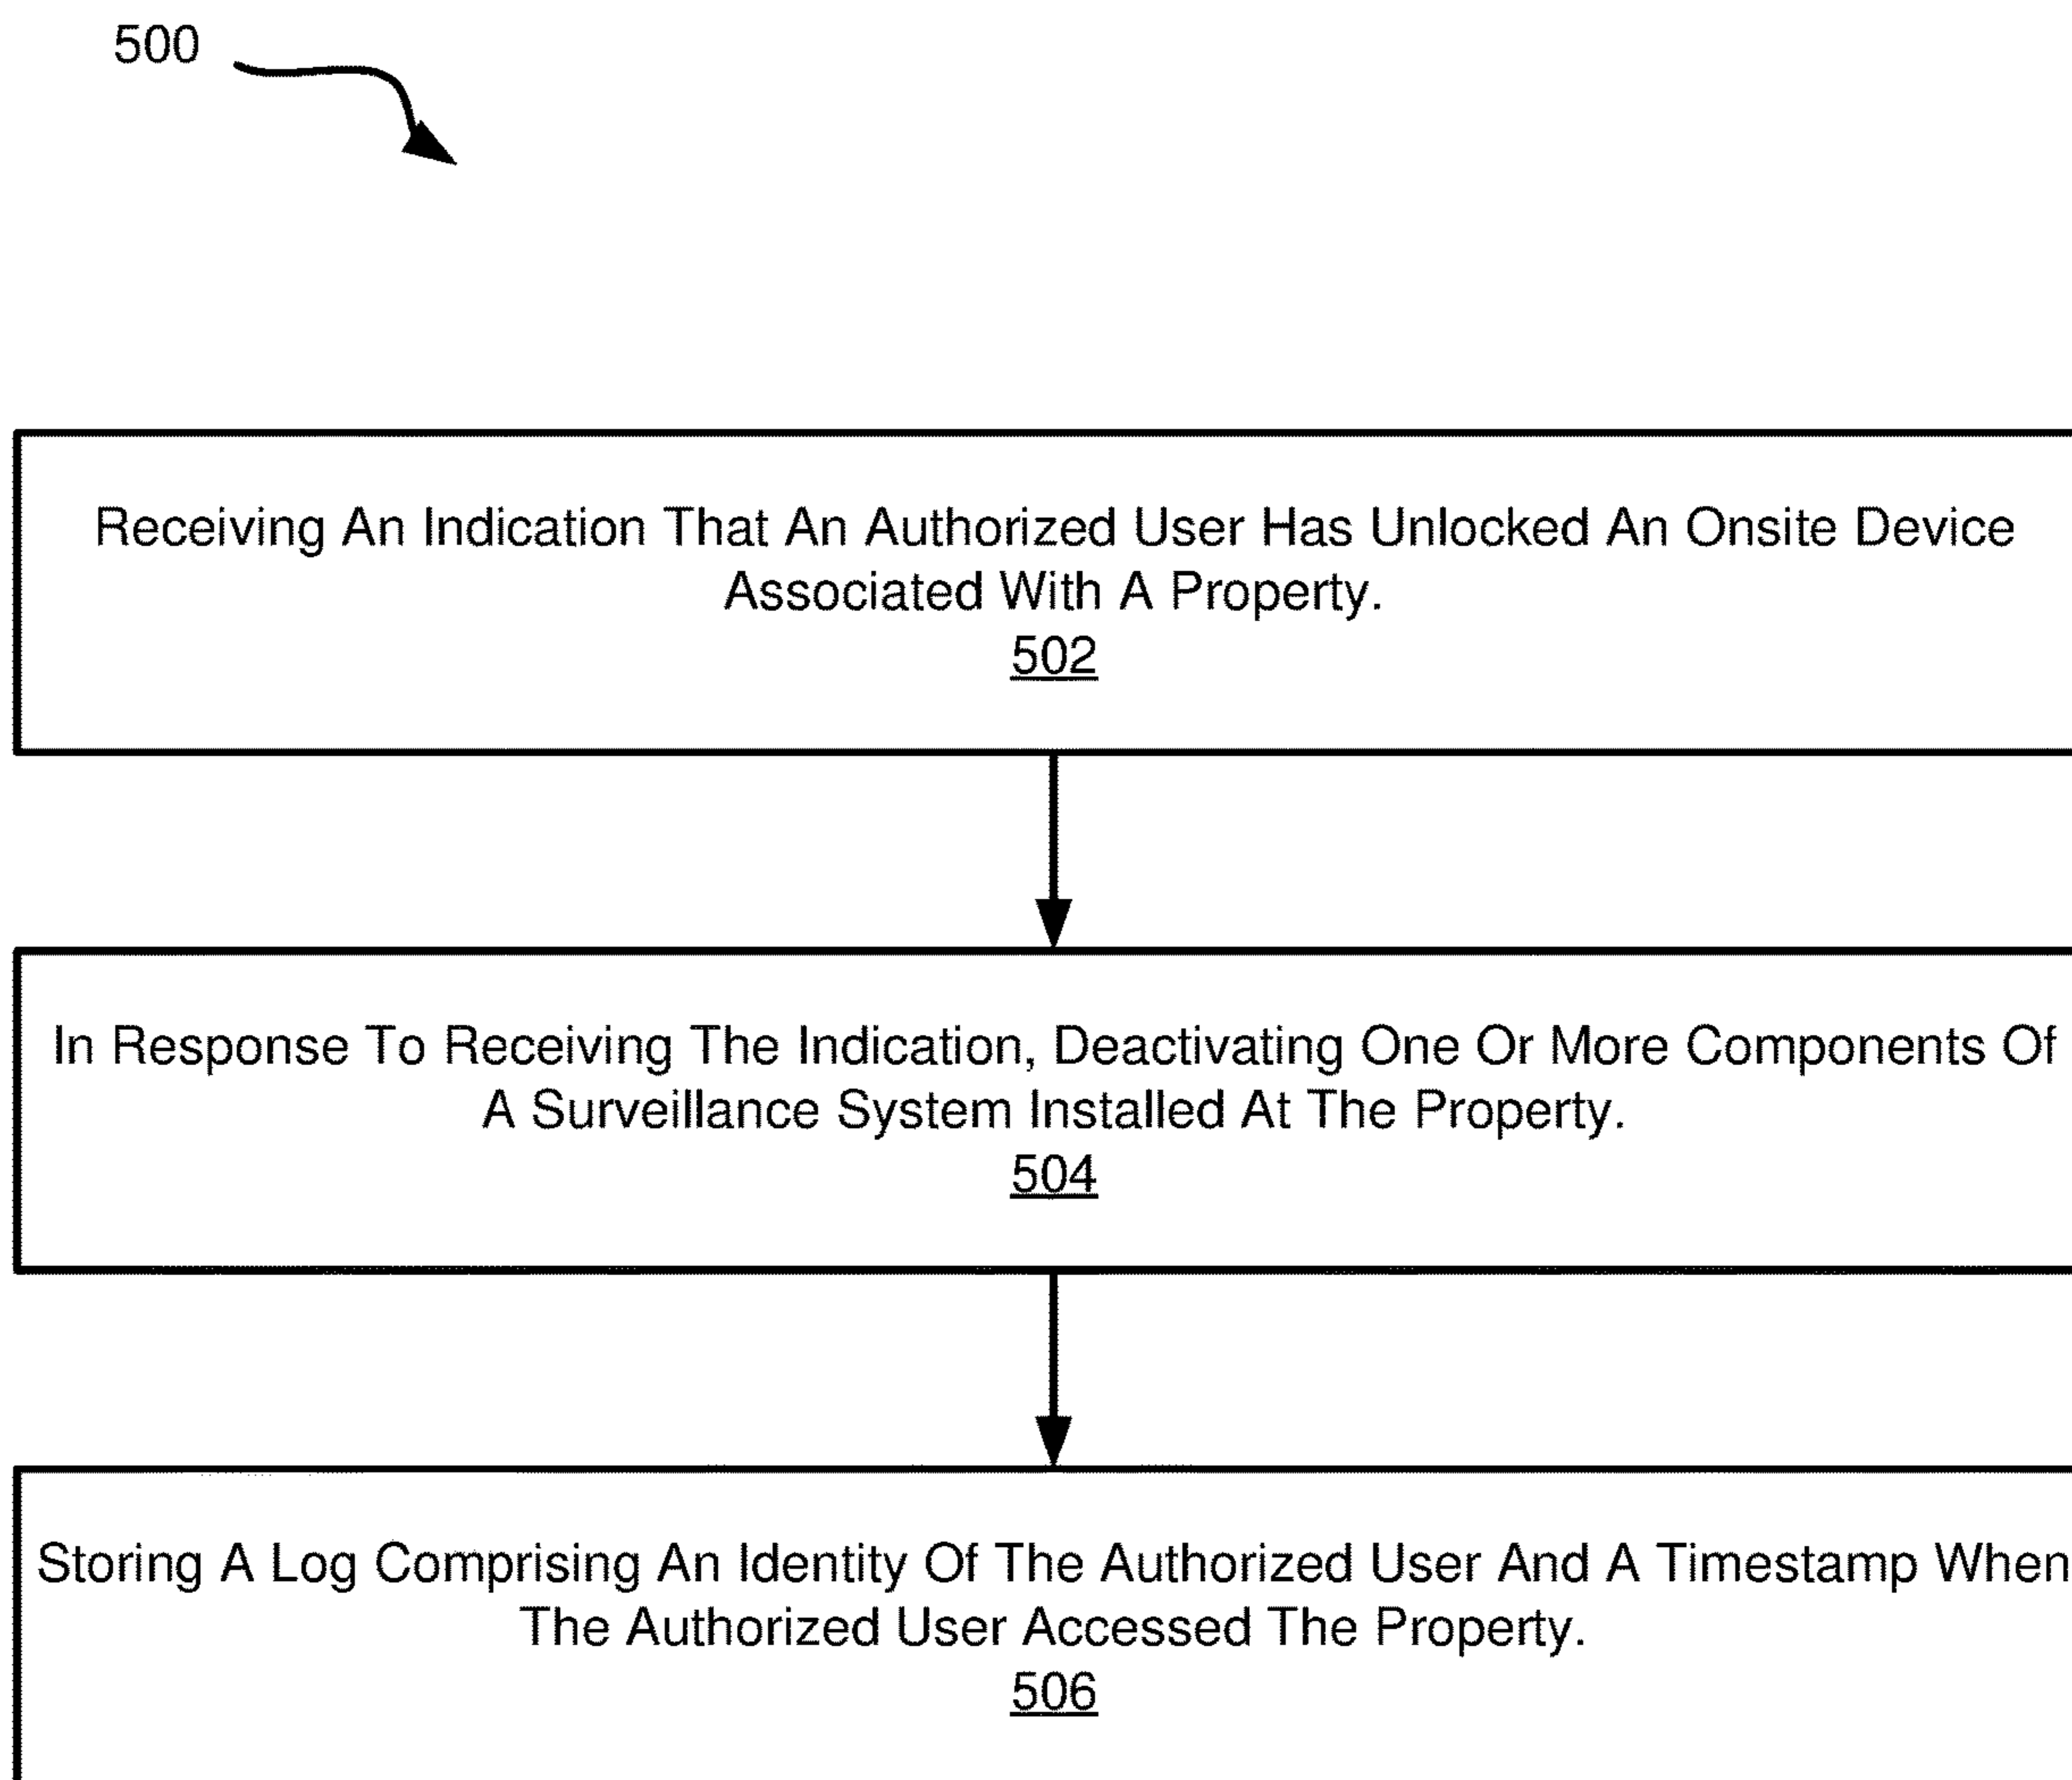 500
Receiving An Indication That An Authorized User Has Unlocked An Onsite Device
Associated With A Property.
502
In Response To Receiving The Indication, Deactivating One Or More Components Of
A Surveillance System Installed At The Property.
504
Storing A Log Comprising An Identity Of The Authorized User And A Timestamp When
The Authorized User Accessed The Property.
506